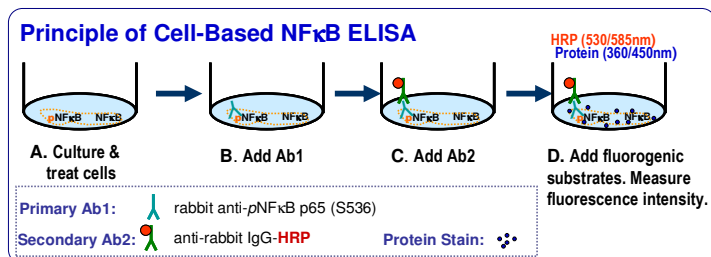 Principle of Cell-Based NFκB ELISA
HRP (530/585nm)
Protein (360/450nm)
pNFκB NFκB
pNFκB NFκB
pNFκB NFκB
pNFκB NFκB
A. Culture &
treat cells
B. Add Ab1
C. Add Ab2
D. Add fluorogenic
substrates. Measure
fluorescence intensity.
Primary Ab1: rabbit anti-pNFκB p65 (S536)
Secondary Ab2: anti-rabbit IgG-HRP Protein Stain: